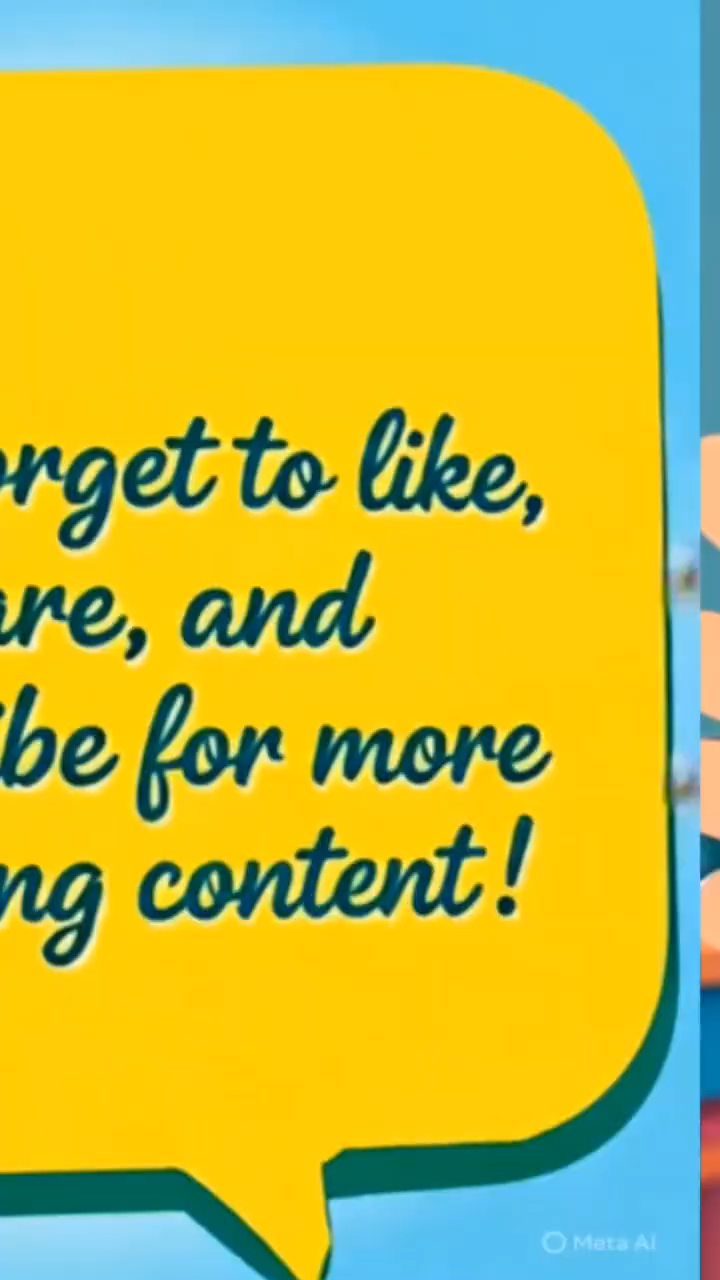 orget to like,
are, and
ibe for more
ng content!
Meta AI